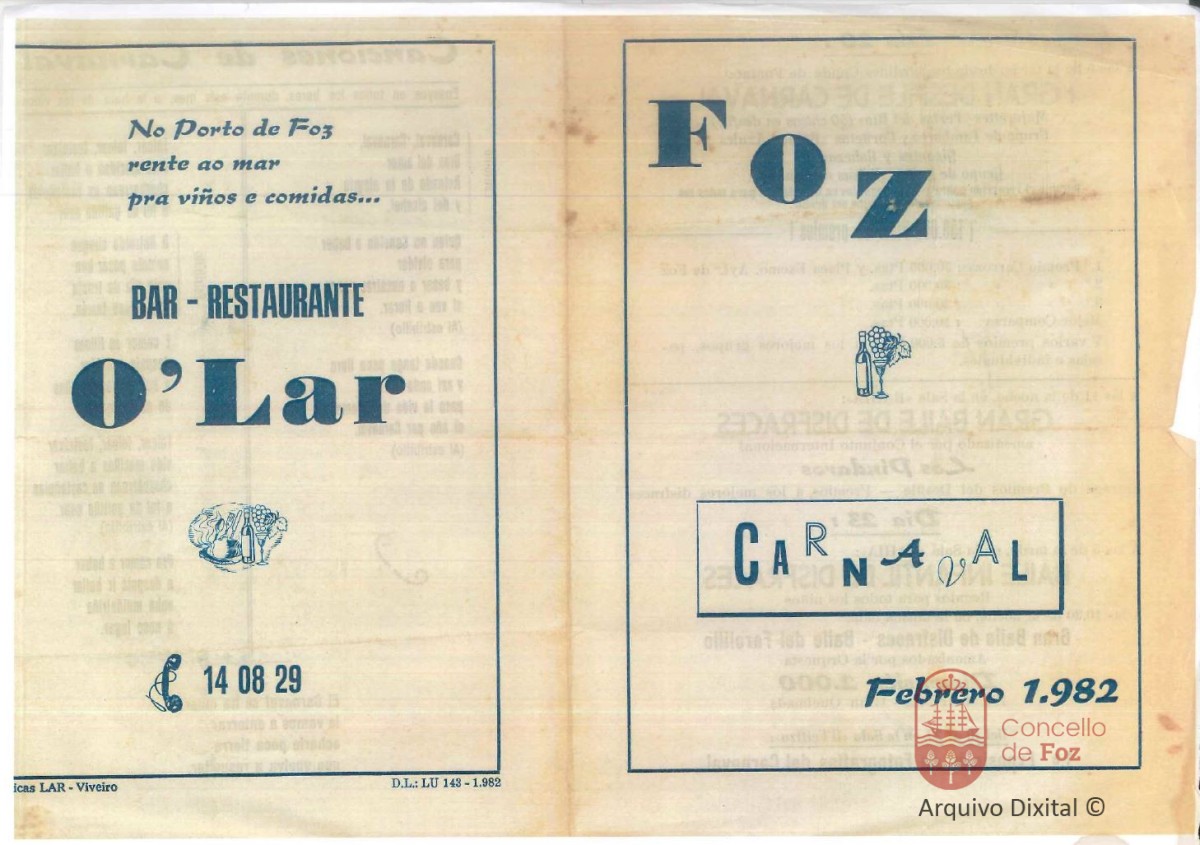 No Porto de Foz
rente ao mar
pra viños e comidas...
BAR - RESTAURANTE
O'Lar
14 08 29
icas LAR - Viveiro
D.L.: LU 143 - 1.982
FOZ
CARNAVAL
Febrero 1.982
Concello
de Foz
Arquivo Dixital ©